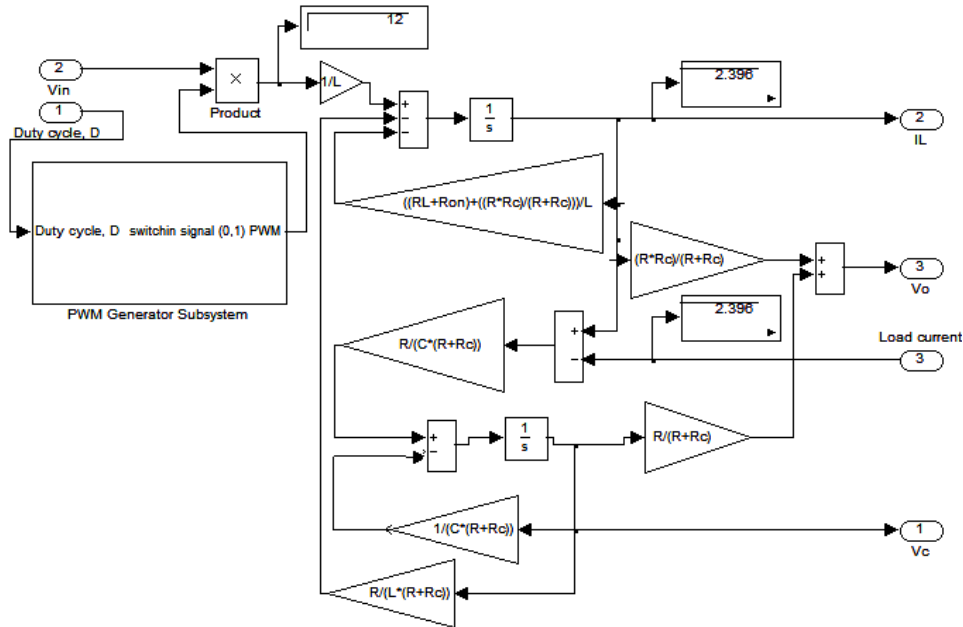 12
2
Vin
×
Product
1/L
+
−
−
1
s
2.396
2
IL
1
Duty cycle, D
((RL+Ron)+((R*Rc)/(R+Rc)))/L
Duty cycle, D switchin signal (0,1) PWM
PWM Generator Subsystem
(R*Rc)/(R+Rc)
+
+
3
Vo
2.396
R/(C*(R+Rc))
+
−
Load current
3
+
−
1
s
R/(R+Rc)
1/(C*(R+Rc))
1
Vc
R/(L*(R+Rc))